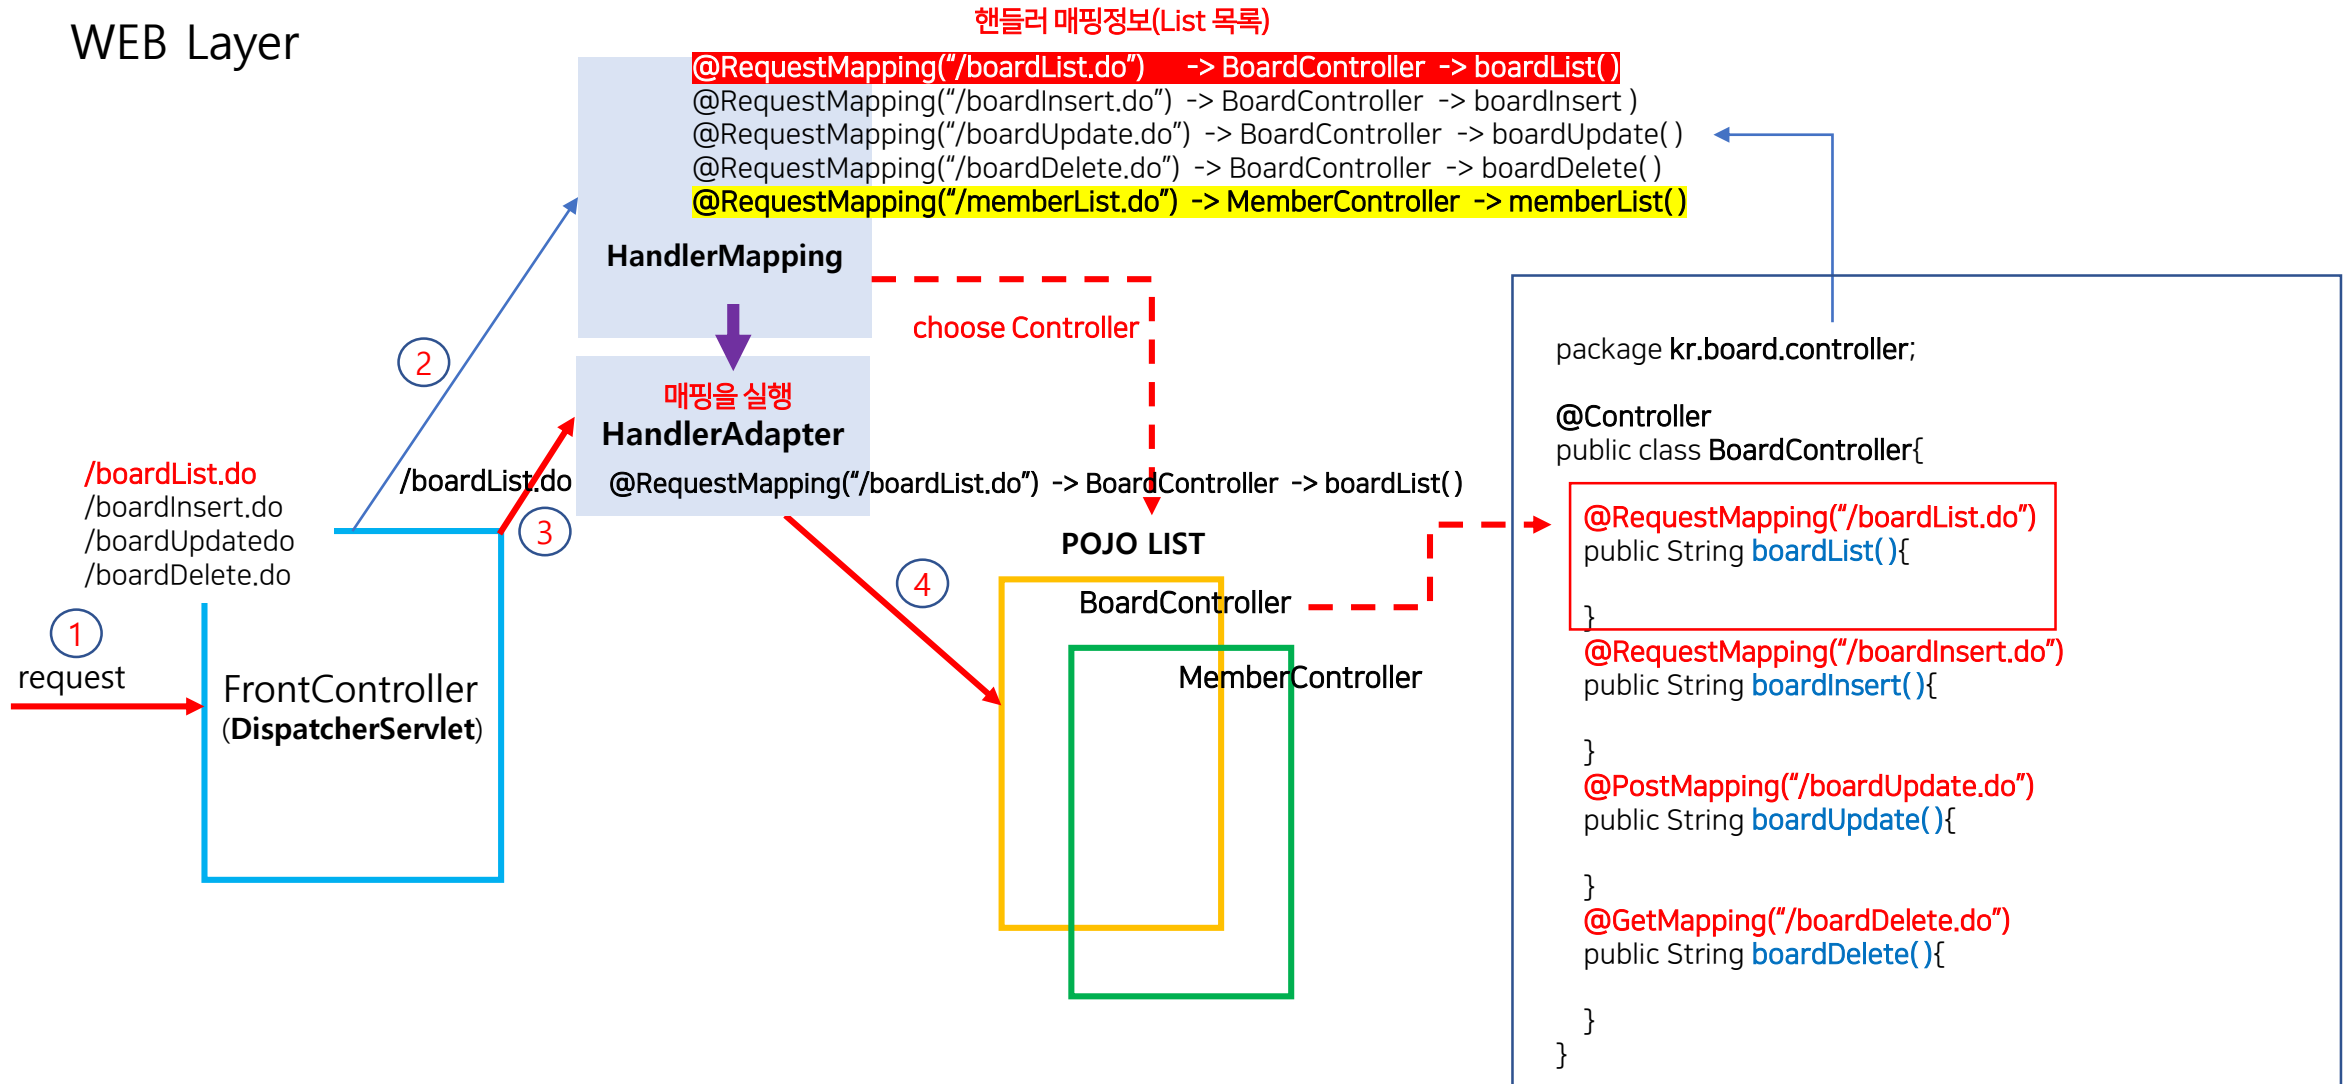 WEB Layer
핸들러 매핑정보(List 목록)
@RequestMapping(“/boardList.do”) -> BoardController -> boardList( )
@RequestMapping(“/boardInsert.do”) -> BoardController -> boardInsert )
@RequestMapping(“/boardUpdate.do”) -> BoardController -> boardUpdate( )
@RequestMapping(“/boardDelete.do”) -> BoardController -> boardDelete( )
@RequestMapping(“/memberList.do”) -> MemberController -> memberList( )
HandlerMapping
choose Controller
2
매핑을 실행
HandlerAdapter
/boardList.do
@RequestMapping(“/boardList.do”) -> BoardController -> boardList( )
/boardList.do
/boardInsert.do
/boardUpdatedo
/boardDelete.do
3
1
request
FrontController
(DispatcherServlet)
4
POJO LIST
BoardController
MemberController
package kr.board.controller;
@Controller
public class BoardController{
@RequestMapping(“/boardList.do”)
public String boardList( ){
}
@RequestMapping(“/boardInsert.do”)
public String boardInsert( ){
}
@PostMapping(“/boardUpdate.do”)
public String boardUpdate( ){
}
@GetMapping(“/boardDelete.do”)
public String boardDelete( ){
}
}